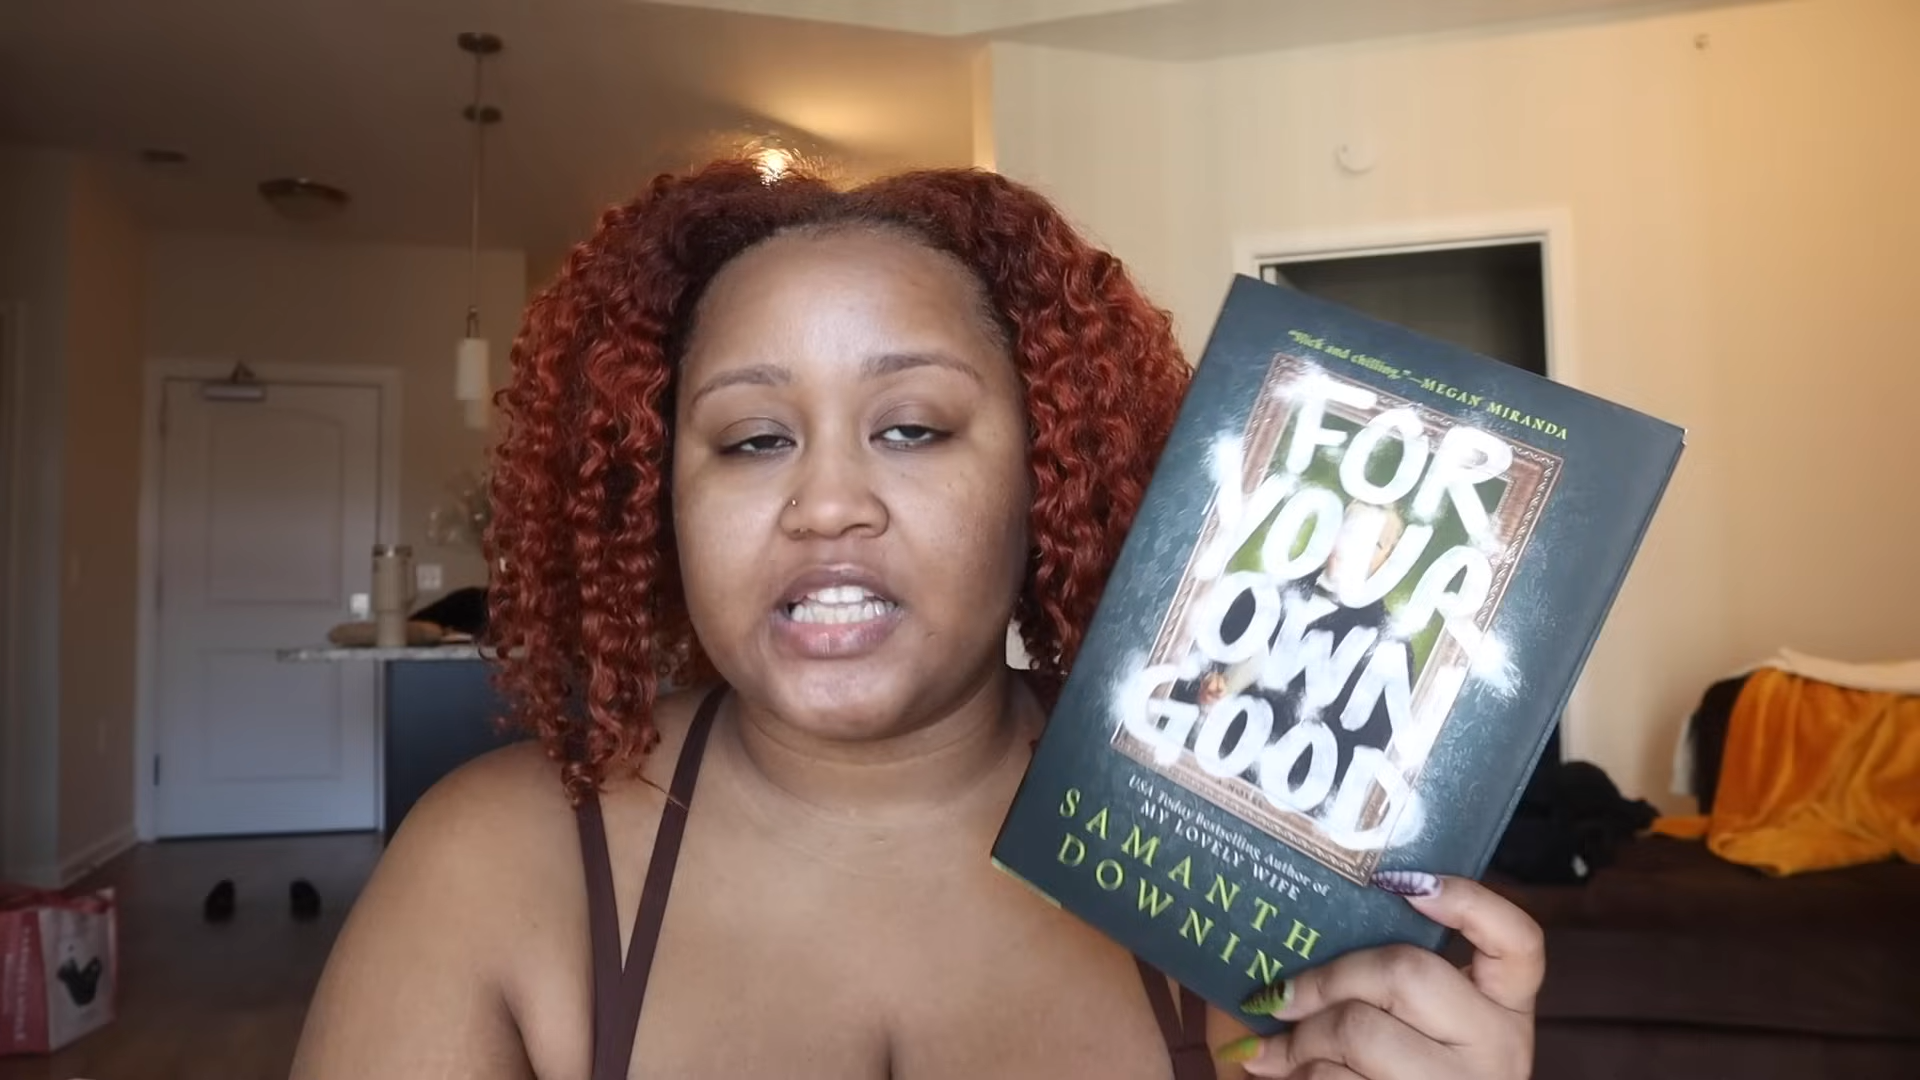 “Slick and chilling.”—MEGAN MIRANDA
FOR
YOUR
OWN
GOOD
A NOVEL
USA Today Bestselling Author of
MY LOVELY WIFE
SAMANTH
DOWNIN